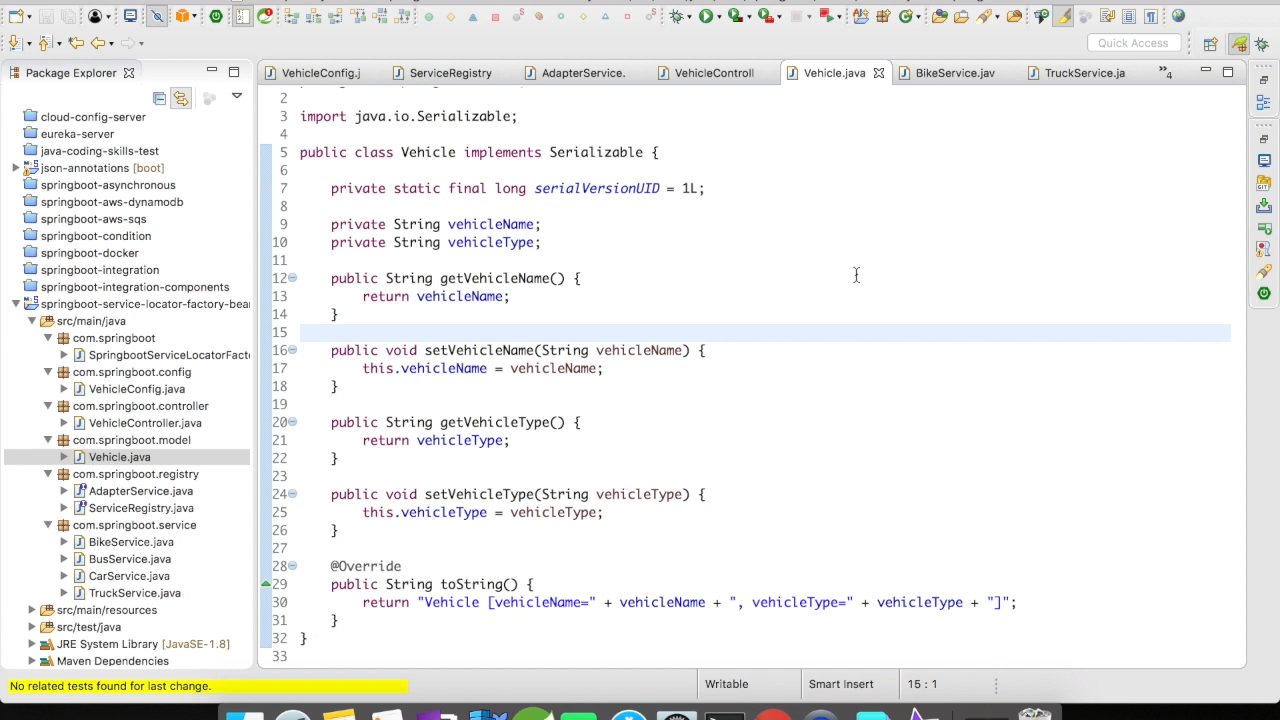 Quick Access
Package Explorer
VehicleConfig.j
ServiceRegistry
AdapterService.
VehicleControll
Vehicle.java
BikeService.jav
TruckService.ja
4
cloud-config-server
eureka-server
java-coding-skills-test
json-annotations [boot]
springboot-asynchronous
springboot-aws-dynamodb
springboot-aws-sqs
springboot-condition
springboot-docker
springboot-integration
springboot-integration-components
springboot-service-locator-factory-bea
src/main/java
com.springboot
SpringbootServiceLocatorFact
com.springboot.config
VehicleConfig.java
com.springboot.controller
VehicleController.java
com.springboot.model
Vehicle.java
com.springboot.registry
AdapterService.java
ServiceRegistry.java
com.springboot.service
BikeService.java
BusService.java
CarService.java
TruckService.java
src/main/resources
src/test/java
JRE System Library [JavaSE-1.8]
Maven Dependencies
2
3 import java.io.Serializable;
4
5 public class Vehicle implements Serializable {
6
7 private static final long serialVersionUID = 1L;
8
9 private String vehicleName;
10 private String vehicleType;
11
12 public String getVehicleName() {
13 return vehicleName;
14 }
15
16 public void setVehicleName(String vehicleName) {
17 this.vehicleName = vehicleName;
18 }
19
20 public String getVehicleType() {
21 return vehicleType;
22 }
23
24 public void setVehicleType(String vehicleType) {
25 this.vehicleType = vehicleType;
26 }
27
28 @Override
29 public String toString() {
30 return "Vehicle [vehicleName=" + vehicleName + ", vehicleType=" + vehicleType + "]";
31 }
32 }
33
No related tests found for last change.
Writable
Smart Insert
15 : 1